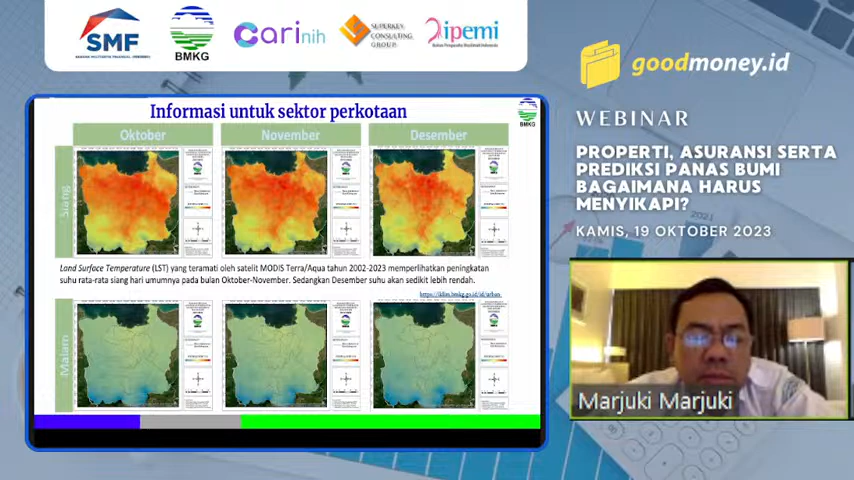 SMF
BMKG
Carinih
SUPERKEY
CONSULTING
GROUP
Dipemi
goodmoney.id
WEBINAR
PROPERTI, ASURANSI SERTA
PREDIKSI PANAS BUMI
BAGAIMANA HARUS
MENYIKAPI?
KAMIS, 19 OKTOBER 2023
Informasi untuk sektor perkotaan
BMKG
Oktober November Desember
Siang
Land Surface Temperature (LST) yang teramati oleh satelit MODIS Terra/Aqua tahun 2002-2023 memperlihatkan peningkatan
suhu rata-rata siang hari umumnya pada bulan Oktober-November. Sedangkan Desember suhu akan sedikit lebih rendah.
Malam
Marjuki Marjuki
2021